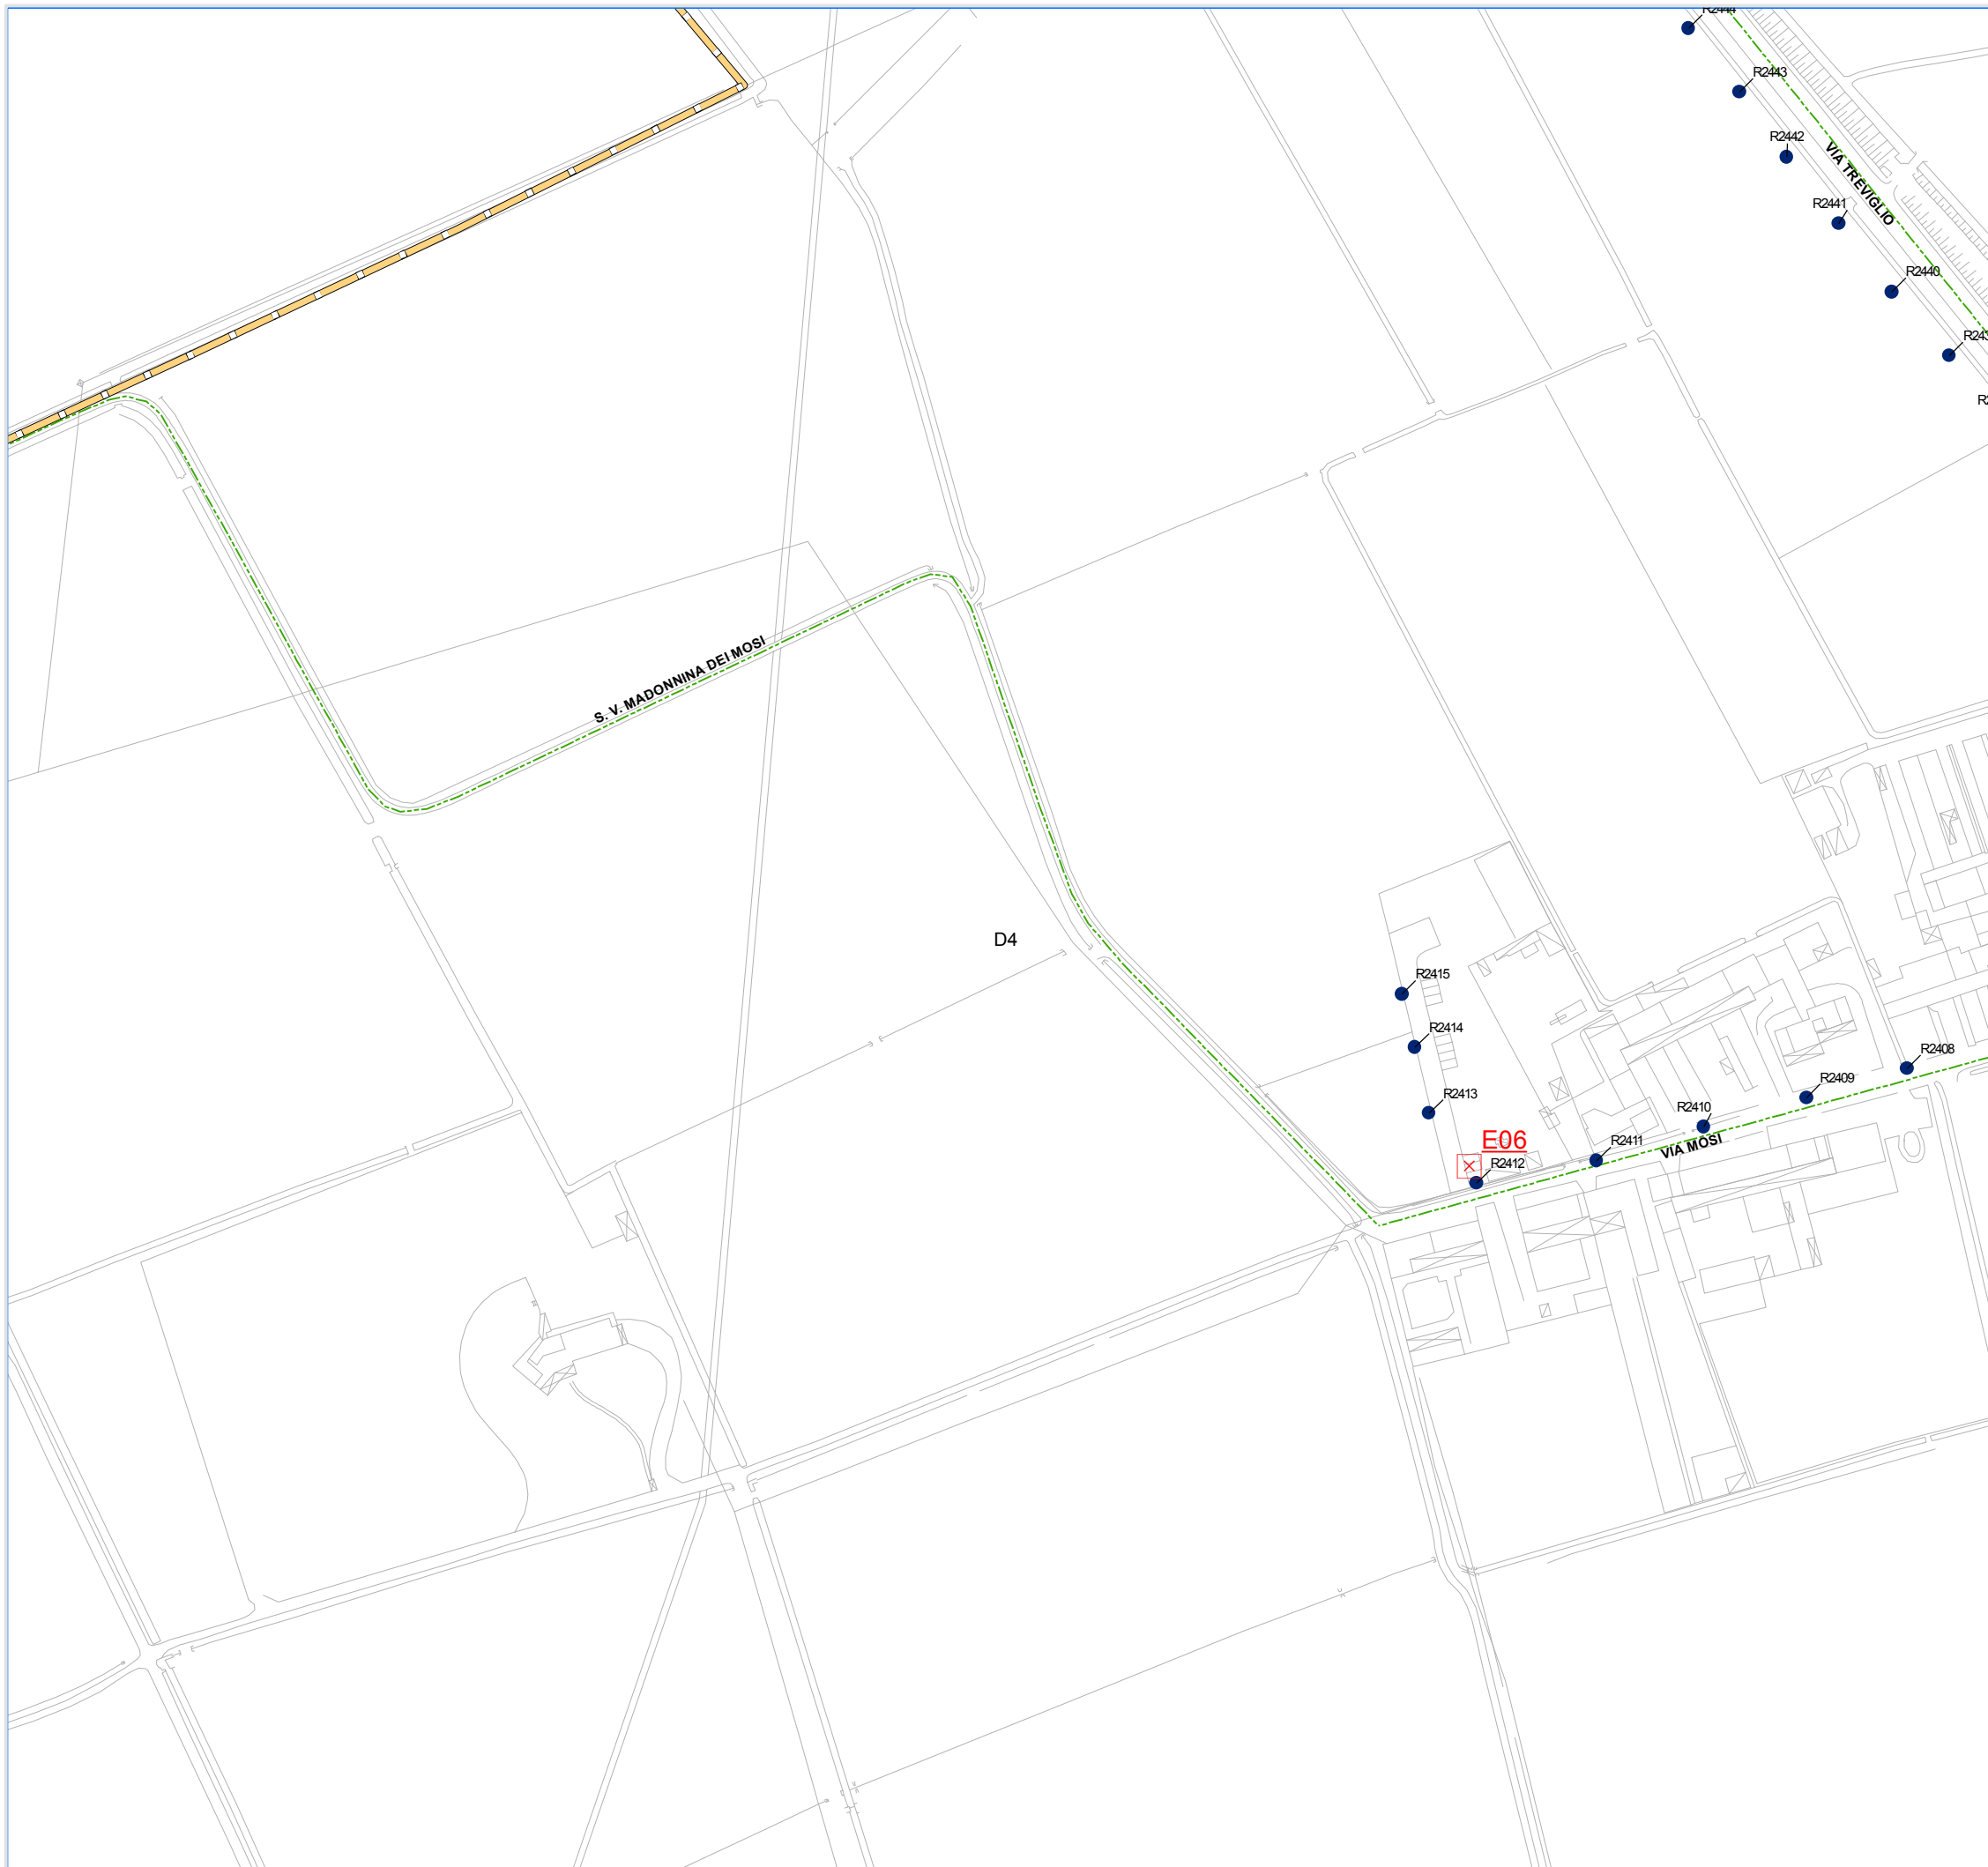 R2444
R2443
R2442
VIA TREVIGLIO
R2441
R2440
S. V. MADONNINA DEI MOSI
D4
R2415
R2414
R2408
R2413
R2409
R2410
E06
R2411
VIA MOSI
R2412